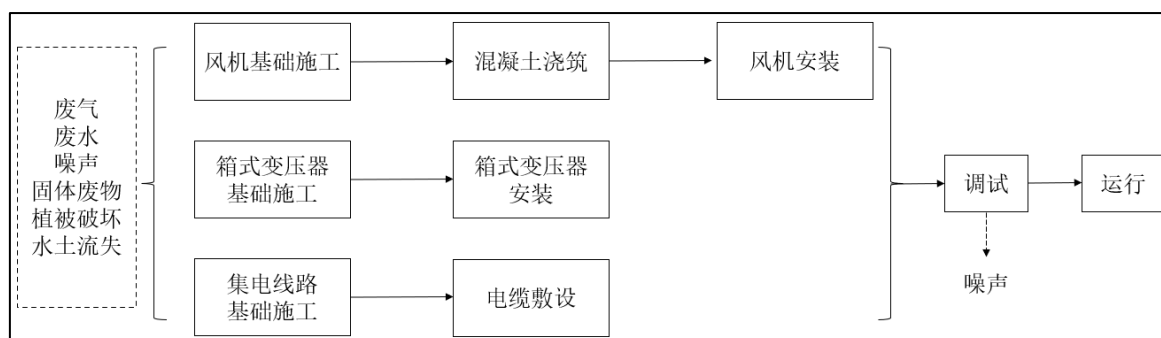 废气
废水
噪声
固体废物
植被破坏
水土流失
风机基础施工
混凝土浇筑
风机安装
箱式变压器
基础施工
箱式变压器
安装
集电线路
基础施工
电缆敷设
调试
运行
噪声